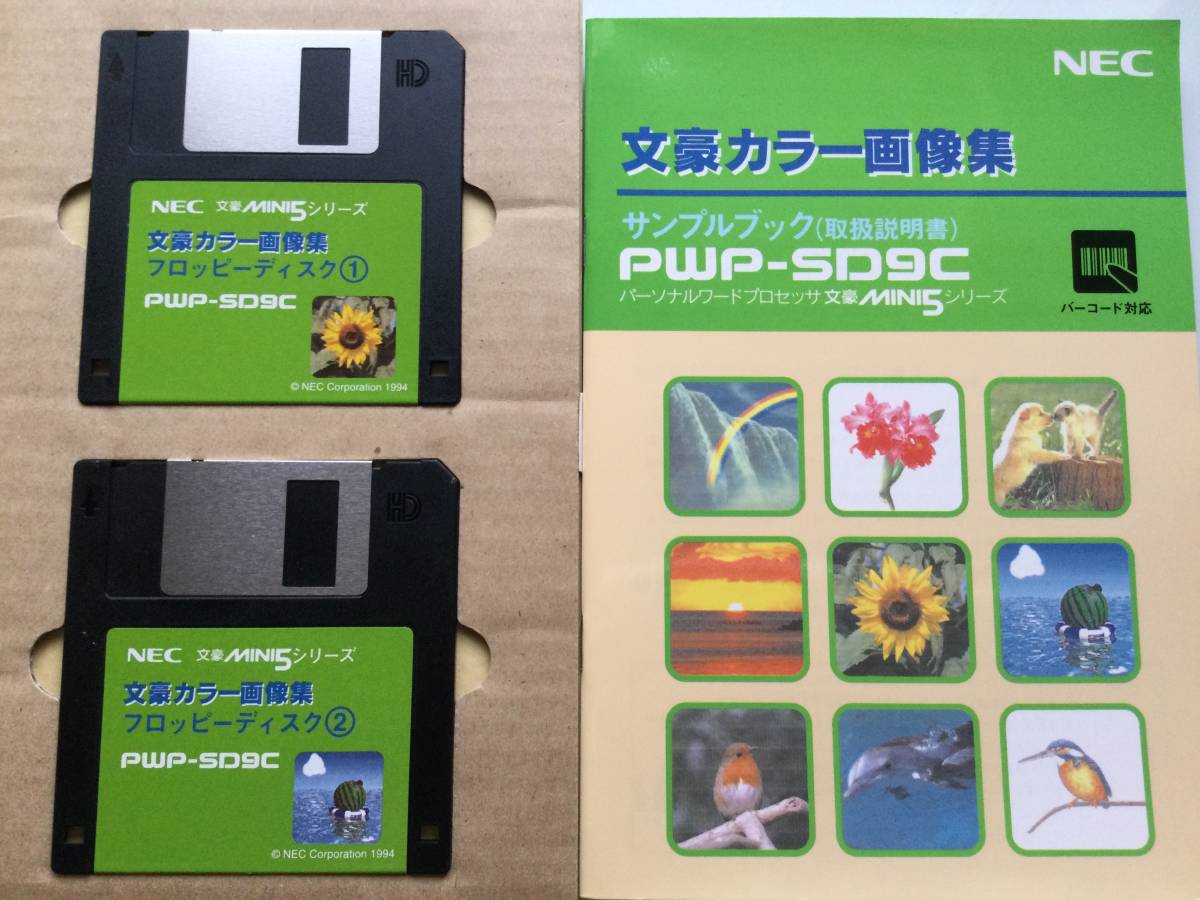 HD
NEC 文豪MINI5シリーズ
文豪カラー画像集
フロッピーディスク①
PWP-SD9C
© NEC Corporation 1994
HD
NEC 文豪MINI5シリーズ
文豪カラー画像集
フロッピーディスク②
PWP-SD9C
© NEC Corporation 1994
NEC
文豪カラー画像集
サンプルブック(取扱説明書)
PWP-SD9C
パーソナルワードプロセッサ文豪MINI5シリーズ
バーコード対応